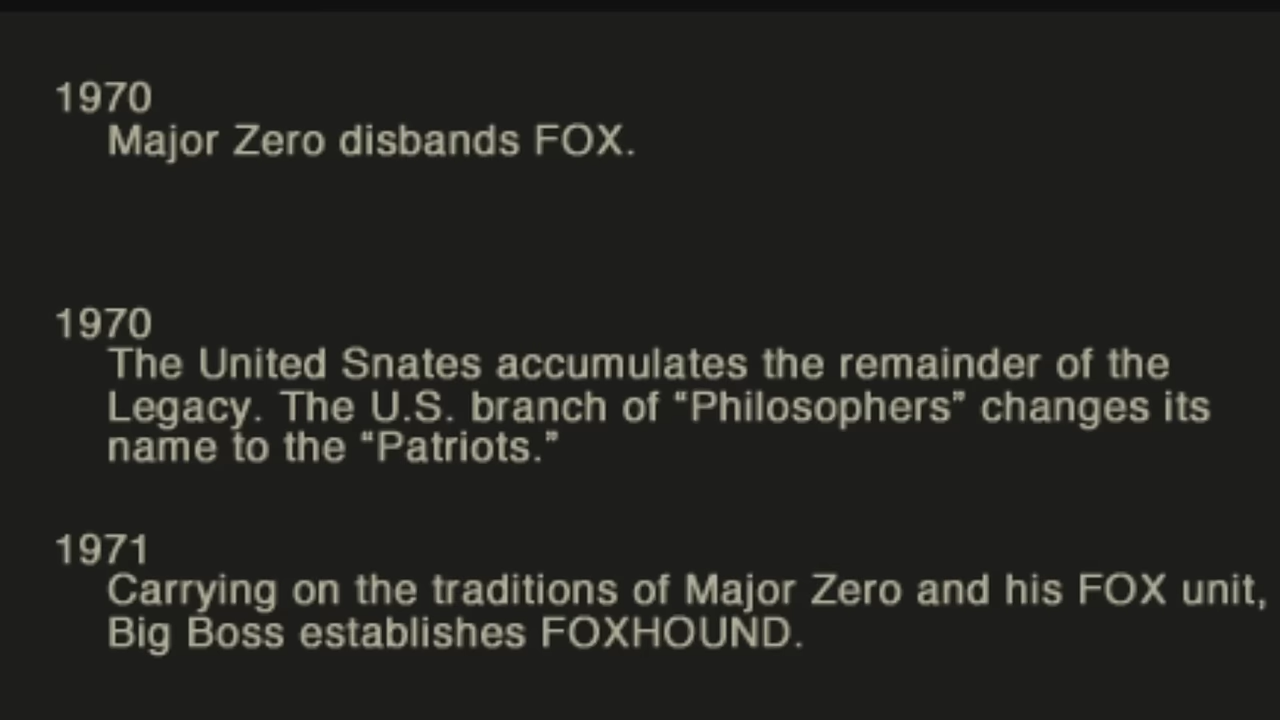 1970
Major Zero disbands FOX.
1970
The United Snates accumulates the remainder of the
Legacy. The U.S. branch of “Philosophers” changes its
name to the “Patriots.”
1971
Carrying on the traditions of Major Zero and his FOX unit,
Big Boss establishes FOXHOUND.